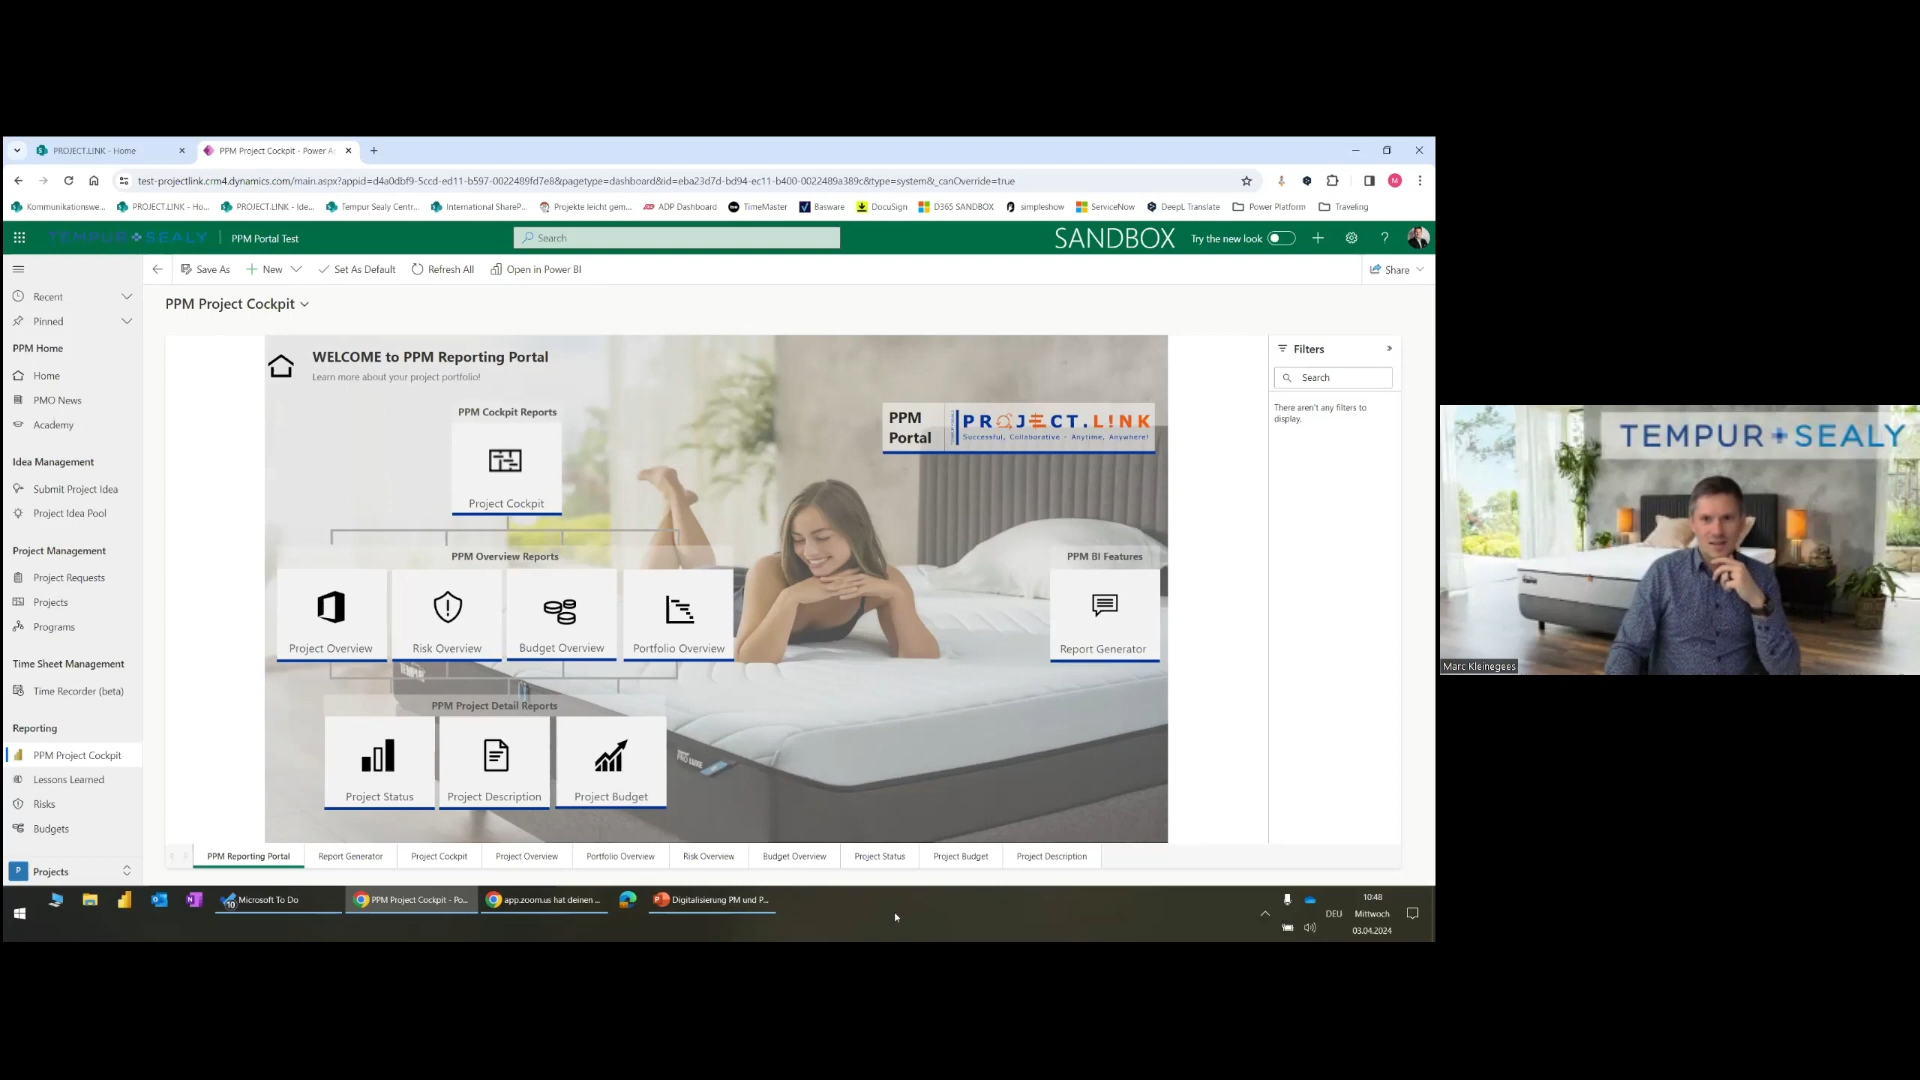 PROJECT.LINK - Home
PPM Project Cockpit - Power A
test-projectlink.crm4.dynamics.com/main.aspx?appid=d4a0dbf9-5ccd-ed11-b597-0022489fd7e8&pagetype=dashboard&id=eba23d7d-bd94-ec11-b400-0022489a389c&type=system&_canOverride=true
Kommunikationswe... PROJECT.LINK - Ho... PROJECT.LINK - Ide... Tempur Sealy Centr... International ShareP... Projekte leicht gem... ADP Dashboard TimeMaster Basware DocuSign D365 SANDBOX simpleshow ServiceNow DeepL Translate Power Platform Traveling
TEMPUR + SEALY PPM Portal Test Search SANDBOX Try the new look
Save As New Set As Default Refresh All Open in Power BI Share
PPM Project Cockpit
Recent
Pinned
PPM Home
Home
PMO News
Academy
Idea Management
Submit Project Idea
Project Idea Pool
Project Management
Project Requests
Projects
Programs
Time Sheet Management
Time Recorder (beta)
Reporting
PPM Project Cockpit
Lessons Learned
Risks
Budgets
P Projects
WELCOME to PPM Reporting Portal
Learn more about your project portfolio!
PPM Cockpit Reports
Project Cockpit
PPM Portal
PROJECT.L!NK
Successful, Collaborative - Anytime, Anywhere!
PPM Overview Reports
Project Overview Risk Overview Budget Overview Portfolio Overview
PPM BI Features
Report Generator
PPM Project Detail Reports
Project Status Project Description Project Budget
Filters
Search
There aren't any filters to
display.
PPM Reporting Portal Report Generator Project Cockpit Project Overview Portfolio Overview Risk Overview Budget Overview Project Status Project Budget Project Description
Microsoft To Do PPM Project Cockpit - Po... app.zoom.us hat deinen ... Digitalisierung PM und P...
10
DEU
10:48
Mittwoch
03.04.2024
TEMPUR + SEALY
Marc Kleinegees